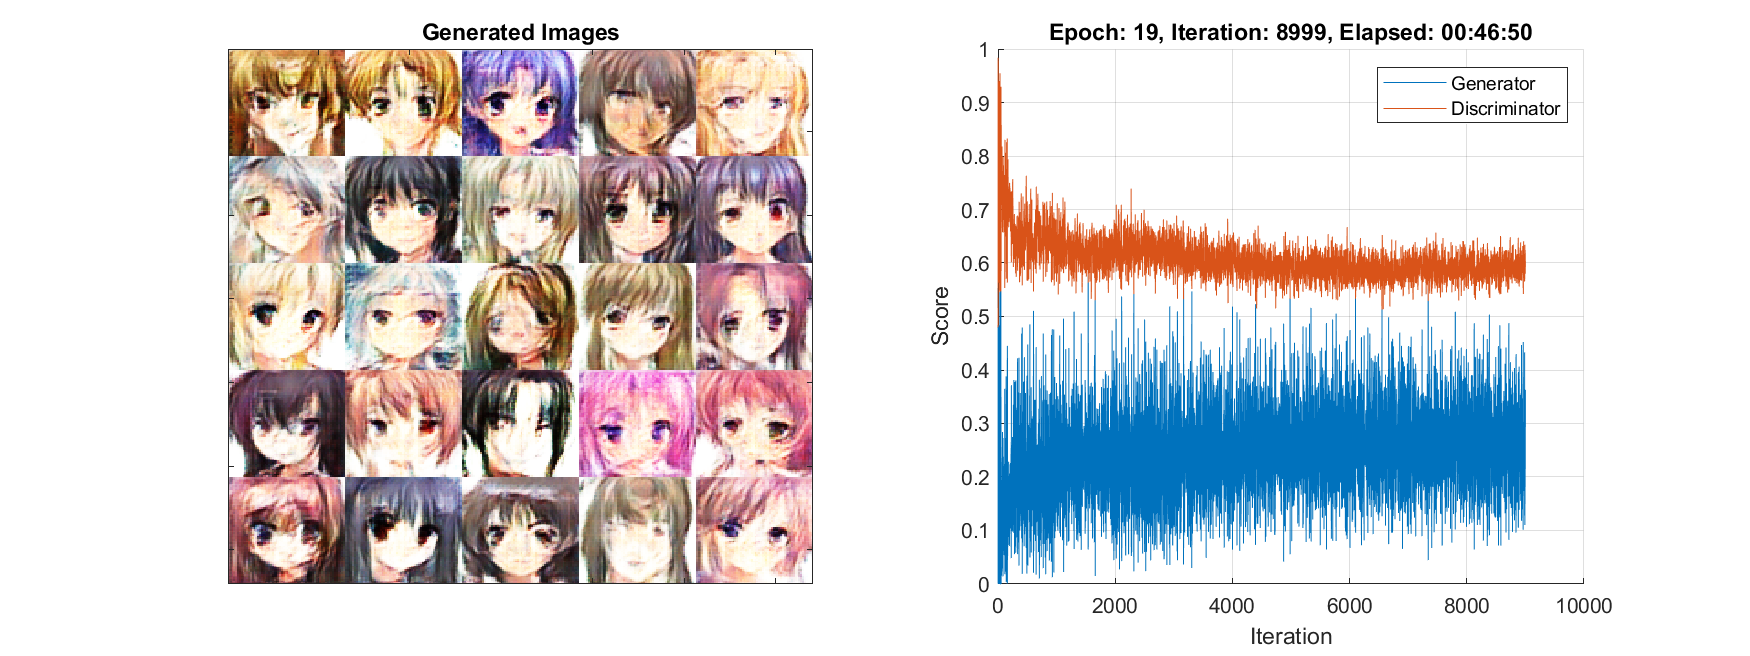 Generated Images
Epoch: 19, Iteration: 8999, Elapsed: 00:46:50
Generator
Discriminator
1
0.9
0.8
0.7
0.6
0.5
0.4
0.3
0.2
0.1
0
Score
0 2000 4000 6000 8000 10000
Iteration